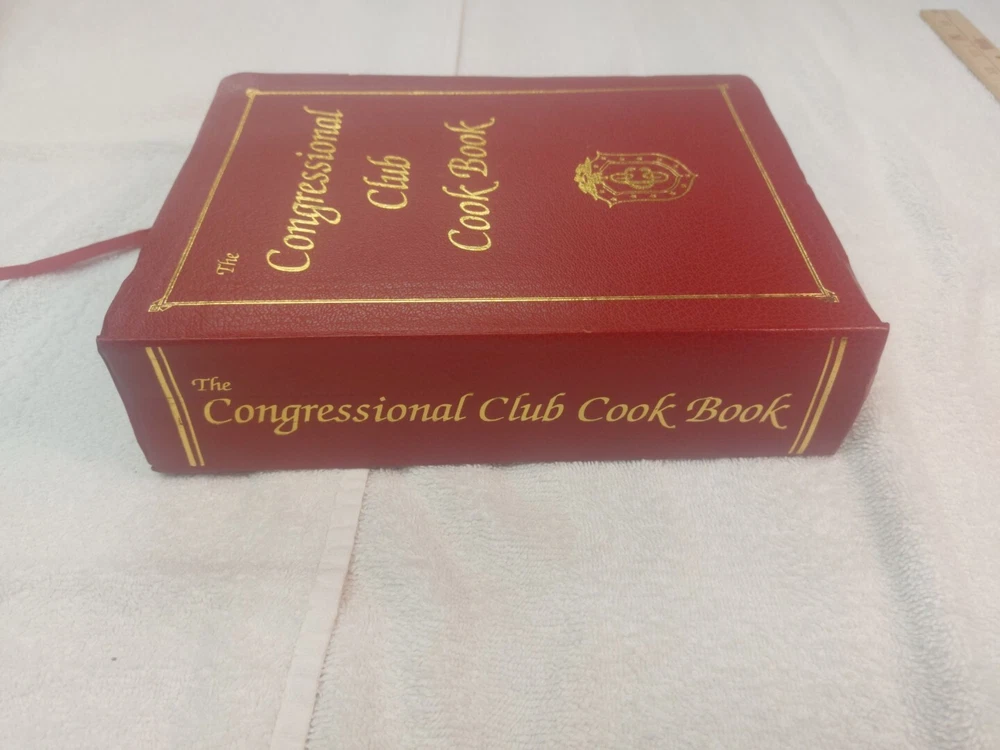 The
Congressional
Club
Cook Book
The
Congressional Club Cook Book